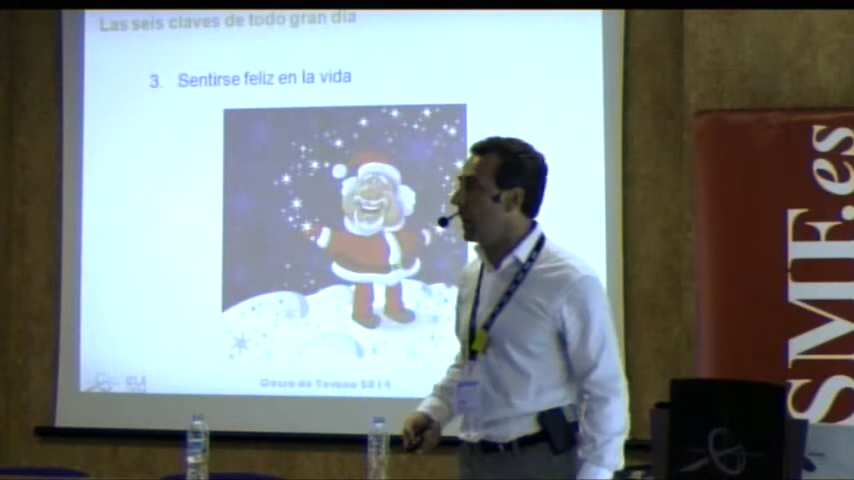 Las seis claves de todo gran día
3. Sentirse feliz en la vida
SME.es